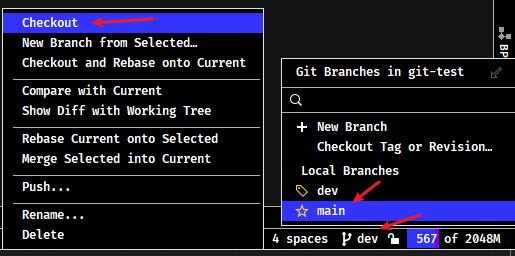 Checkout
New Branch from Selected…
Checkout and Rebase onto Current
Compare with Current
Show Diff with Working Tree
Rebase Current onto Selected
Merge Selected into Current
Push...
Rename...
Delete
BP
Git Branches in git-test
New Branch
Checkout Tag or Revision…
Local Branches
dev
main
4 spaces dev 567 of 2048M